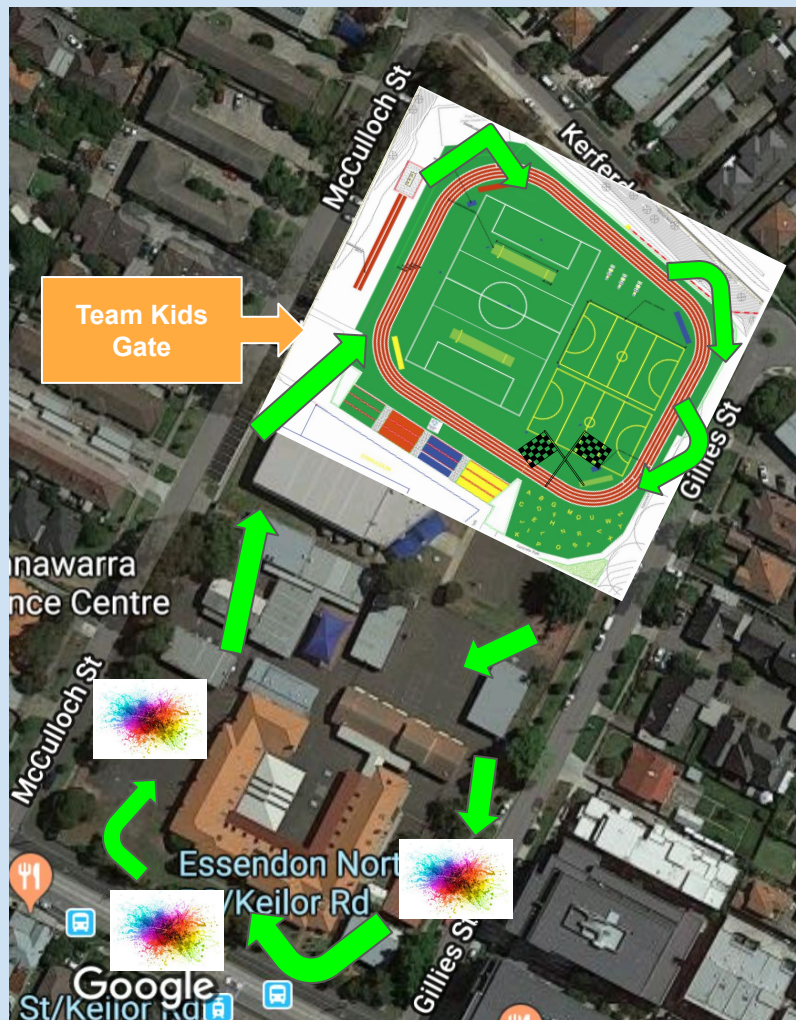 McCulloch St
Kerferd
Team Kids
Gate
Gillies St
nawarra
nce Centre
McCulloch St
Essendon Nort
/Keilor Rd
Gillies St
Google
St/Keilor Rd